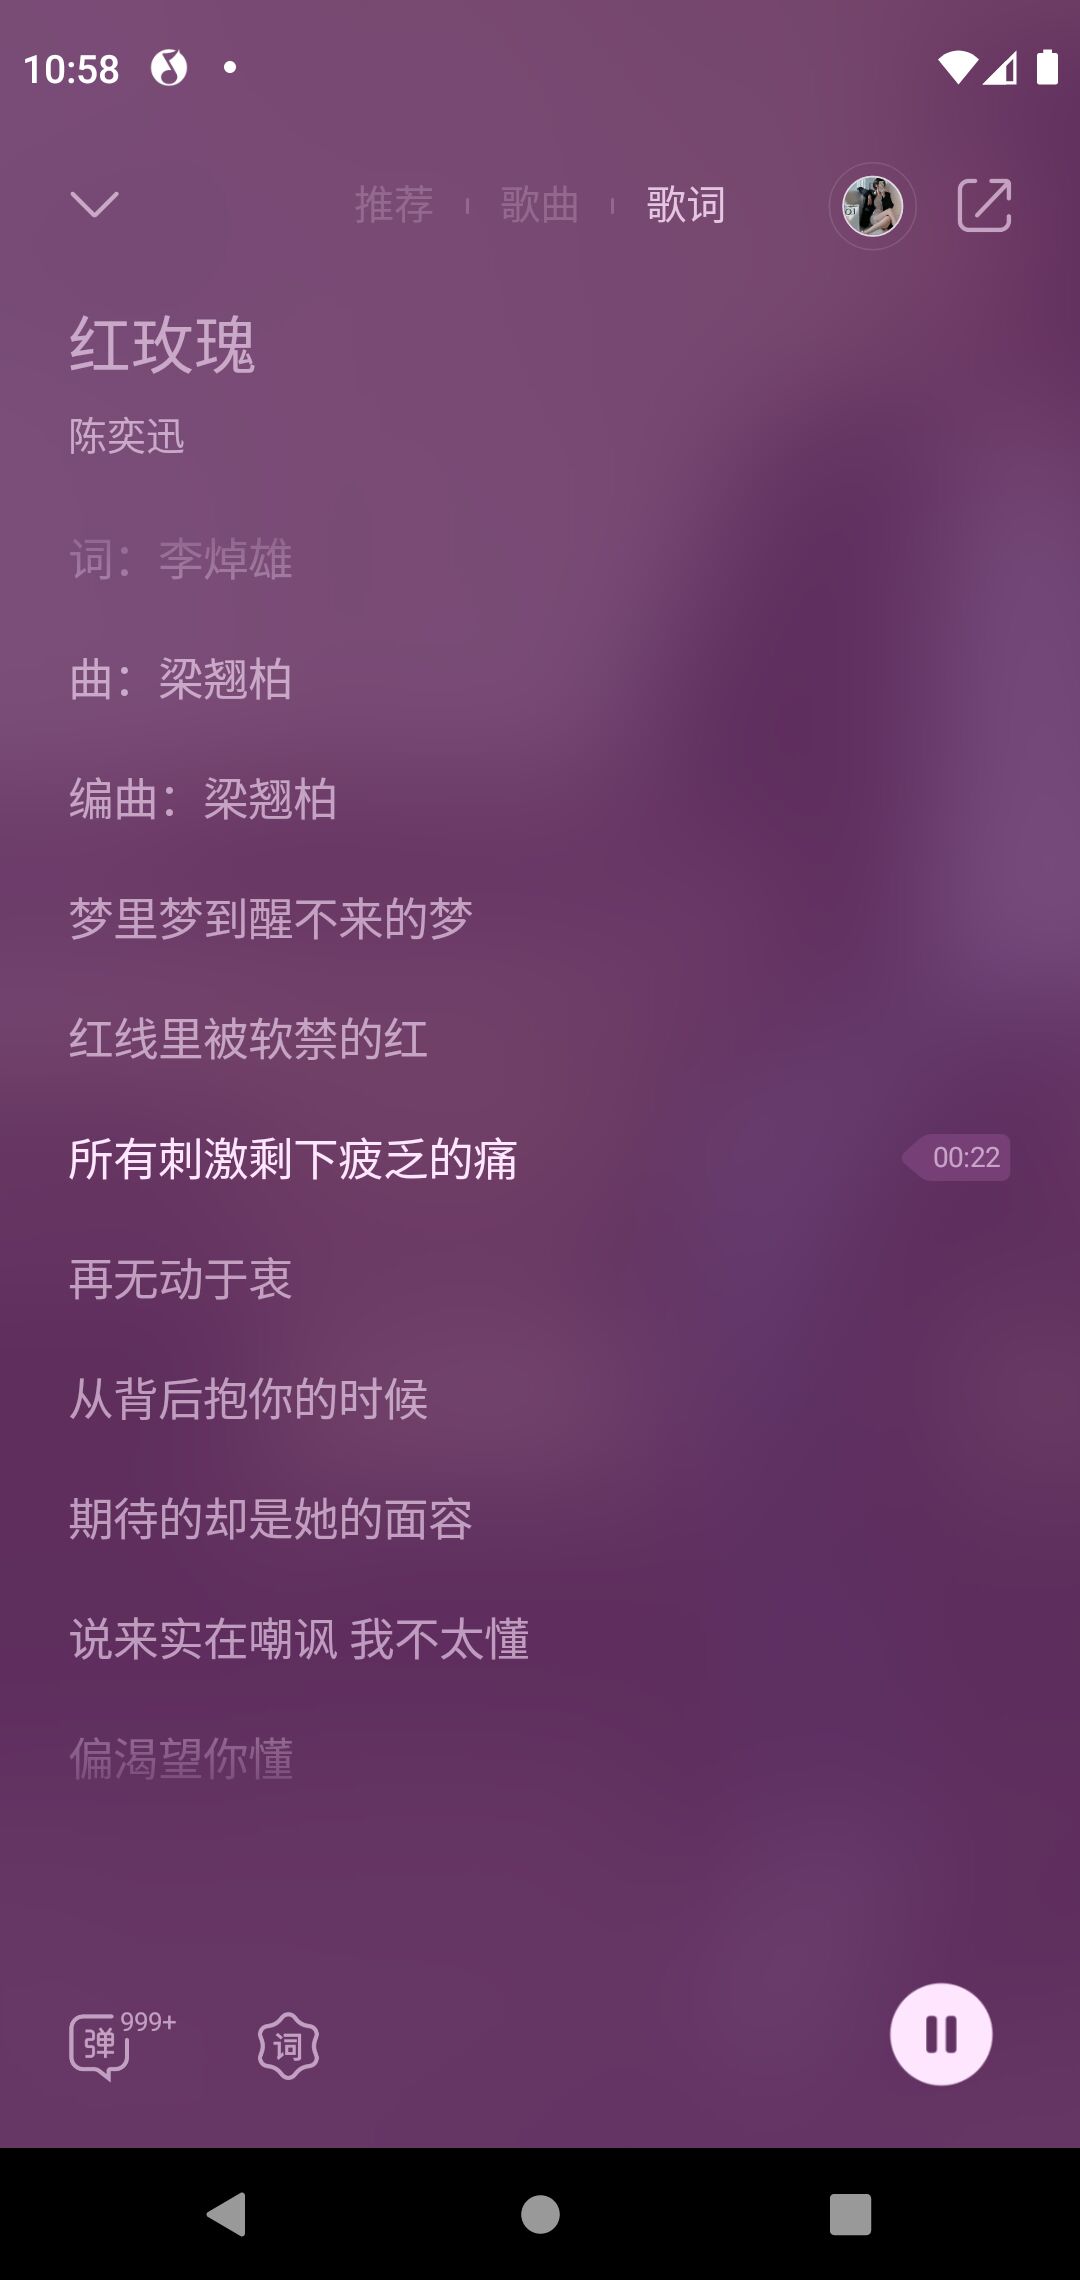 10:58
推荐 歌曲 歌词
红玫瑰
陈奕迅
词：李焯雄
曲：梁翘柏
编曲：梁翘柏
梦里梦到醒不来的梦
红线里被软禁的红
所有刺激剩下疲乏的痛 00:22
再无动于衷
从背后抱你的时候
期待的却是她的面容
说来实在嘲讽 我不太懂
偏渴望你懂
弹 999+ 词